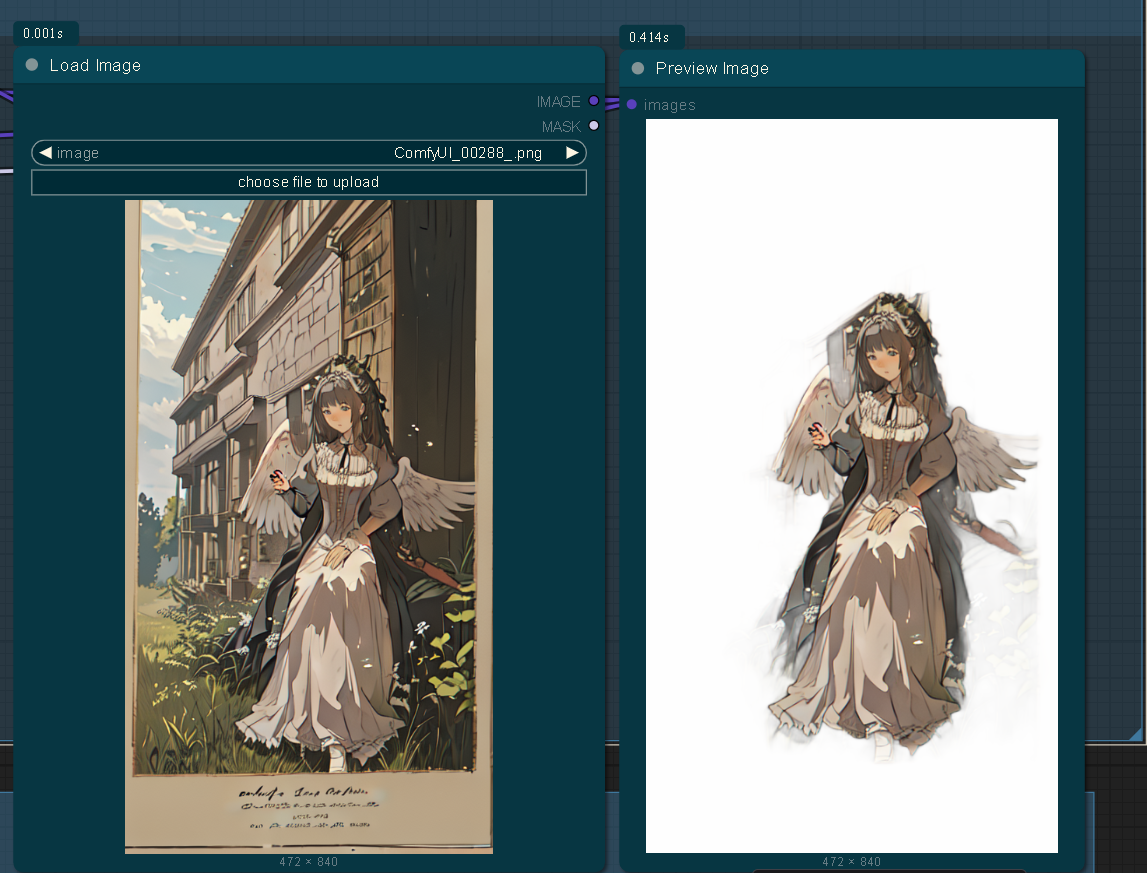 0.001s
Load Image
IMAGE
MASK
image ComfyUI_00288_.png
choose file to upload
472 × 840
0.414s
Preview Image
images
472 × 840